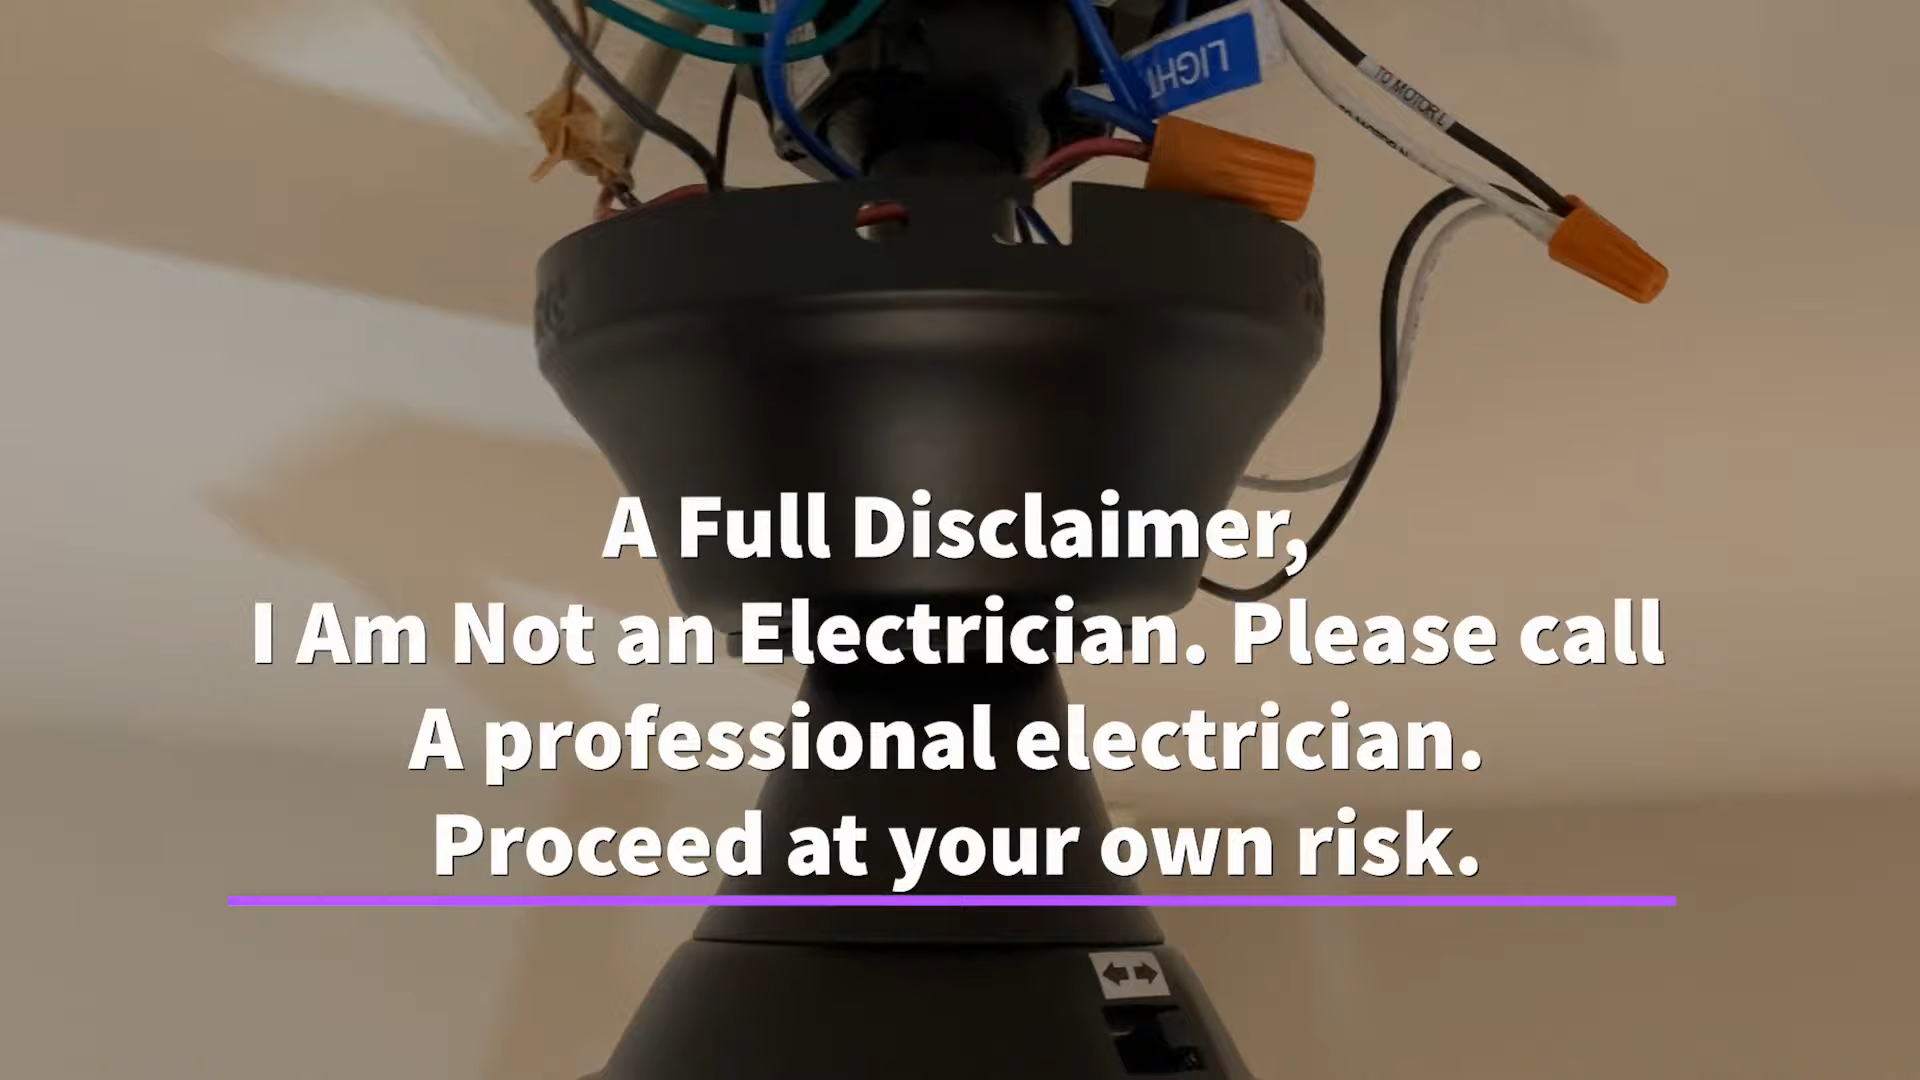 LIGHT
TO MOTOR L
A Full Disclaimer,
I Am Not an Electrician. Please call
A professional electrician.
Proceed at your own risk.